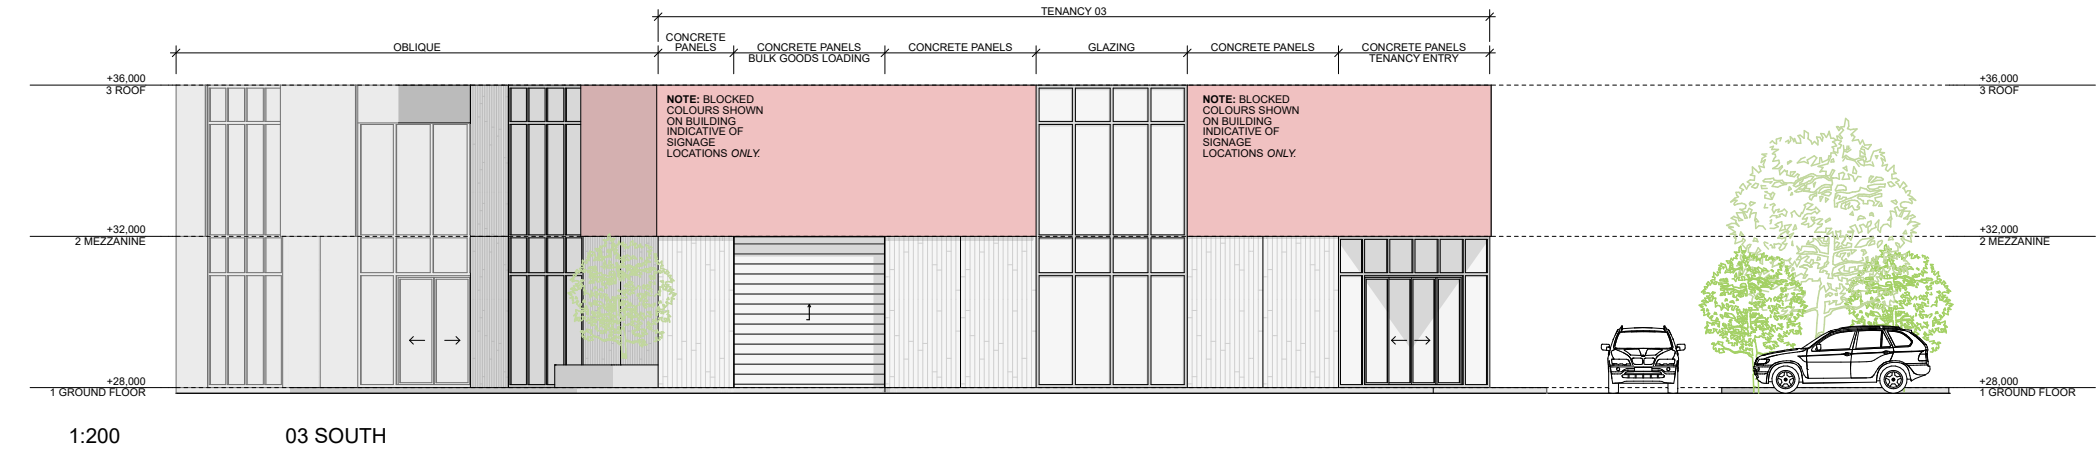 TENANCY 03
OBLIQUE
CONCRETE
PANELS
CONCRETE PANELS
BULK GOODS LOADING
CONCRETE PANELS
GLAZING
CONCRETE PANELS
CONCRETE PANELS
TENANCY ENTRY
+36,000
3 ROOF
+36,000
3 ROOF
NOTE: BLOCKED
COLOURS SHOWN
ON BUILDING
INDICATIVE OF
SIGNAGE
LOCATIONS ONLY.
NOTE: BLOCKED
COLOURS SHOWN
ON BUILDING
INDICATIVE OF
SIGNAGE
LOCATIONS ONLY.
+32,000
2 MEZZANINE
+32,000
2 MEZZANINE
+28,000
1 GROUND FLOOR
+28,000
1 GROUND FLOOR
1:200
03 SOUTH